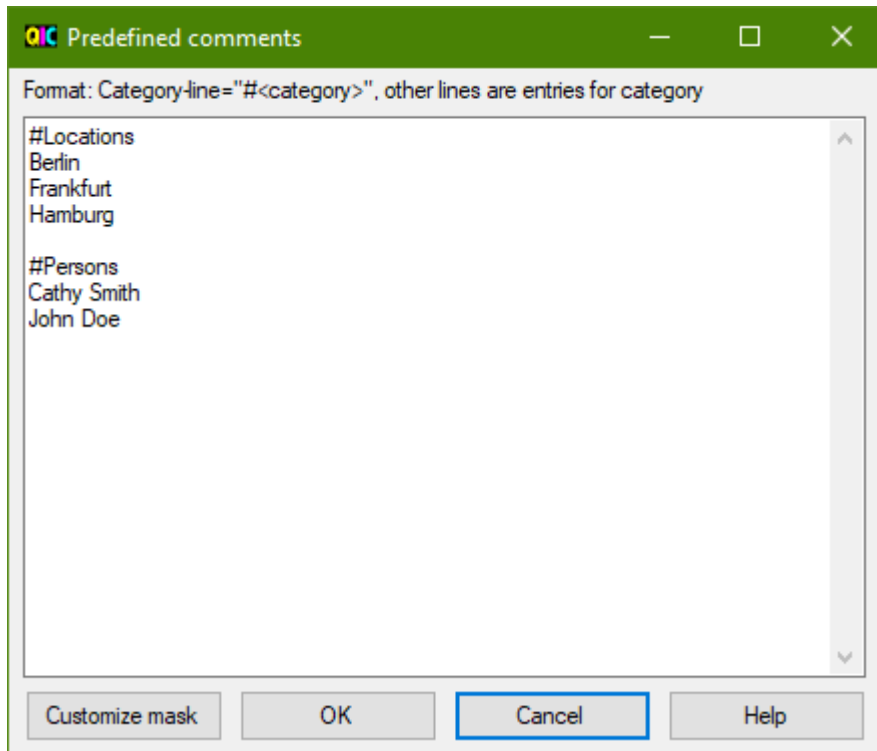 QIC Predefined comments
Format: Category-line="#<category>", other lines are entries for category
#Locations
Berlin
Frankfurt
Hamburg
#Persons
Cathy Smith
John Doe
Customize mask OK Cancel Help